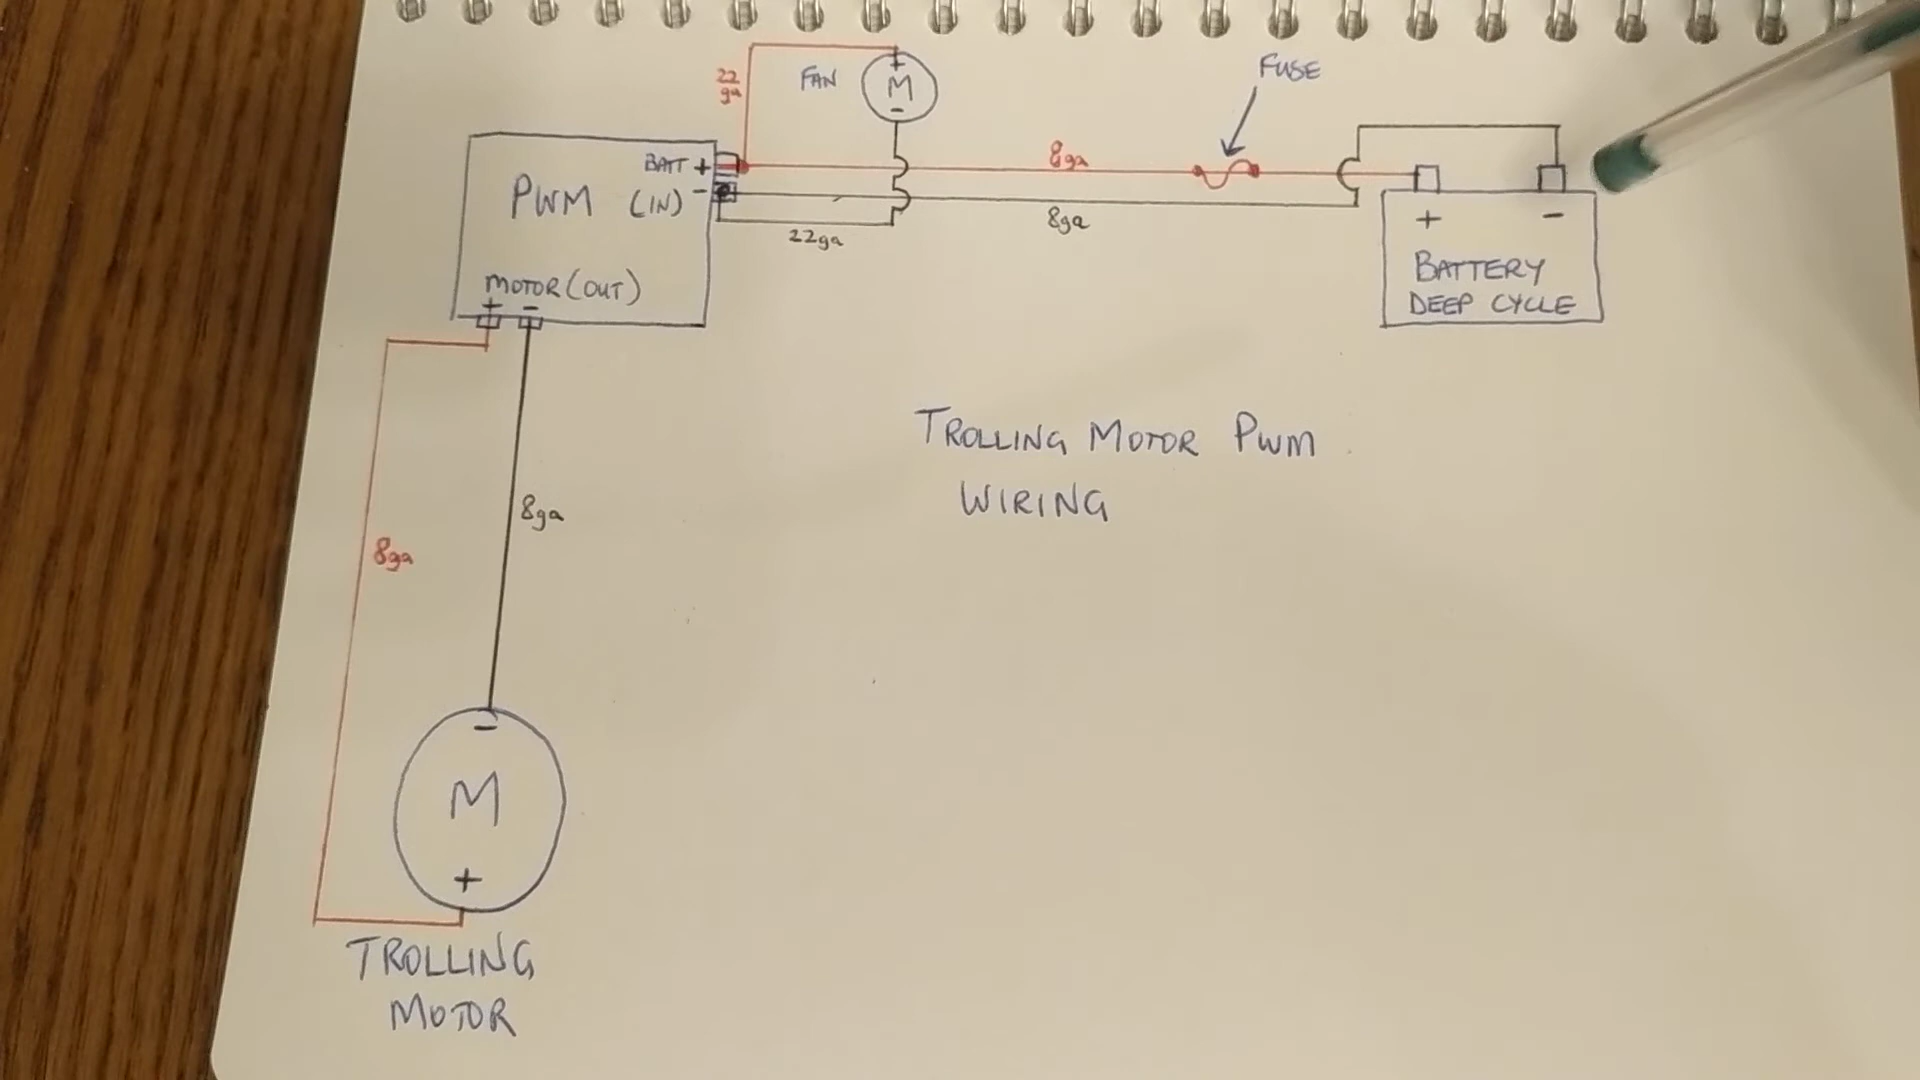 22
ga
FAN
+
M
-
FUSE
BATT +
PWM (IN) -
8ga
8ga
22ga
+ -
BATTERY
DEEP CYCLE
MOTOR (OUT)
+ -
TROLLING MOTOR PWM
WIRING
8ga
8ga
-
M
+
TROLLING
MOTOR